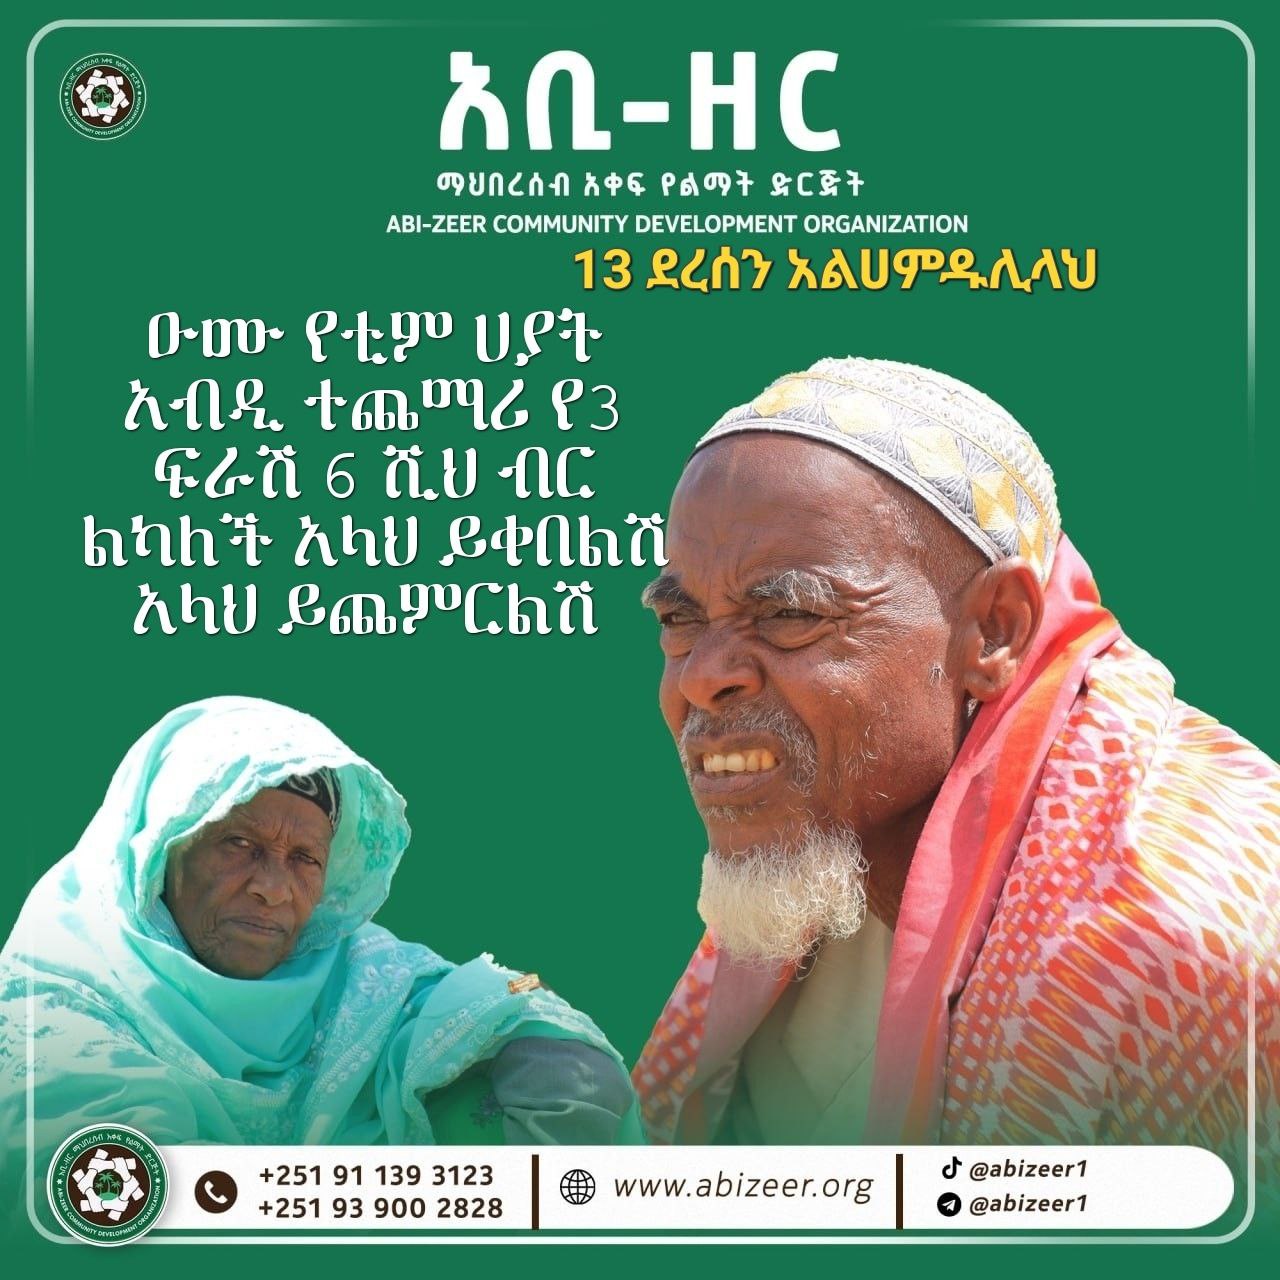 አቢ-ዘር
ማህበረሰብ አቀፍ የልማት ድርጅት
ABI-ZEER COMMUNITY DEVELOPMENT ORGANIZATION
13 ደረሰን አልሀምዱሊላህ
ዑሙ የቲም ሀያት
አብዲ ተጨማሪ የ3
ፍራሽ 6 ሺህ ብር
ልካለች አላህ ይቀበልሽ
አላህ ይጨምርልሽ
+251 91 139 3123
+251 93 900 2828
www.abizeer.org
@abizeer1
@abizeer1